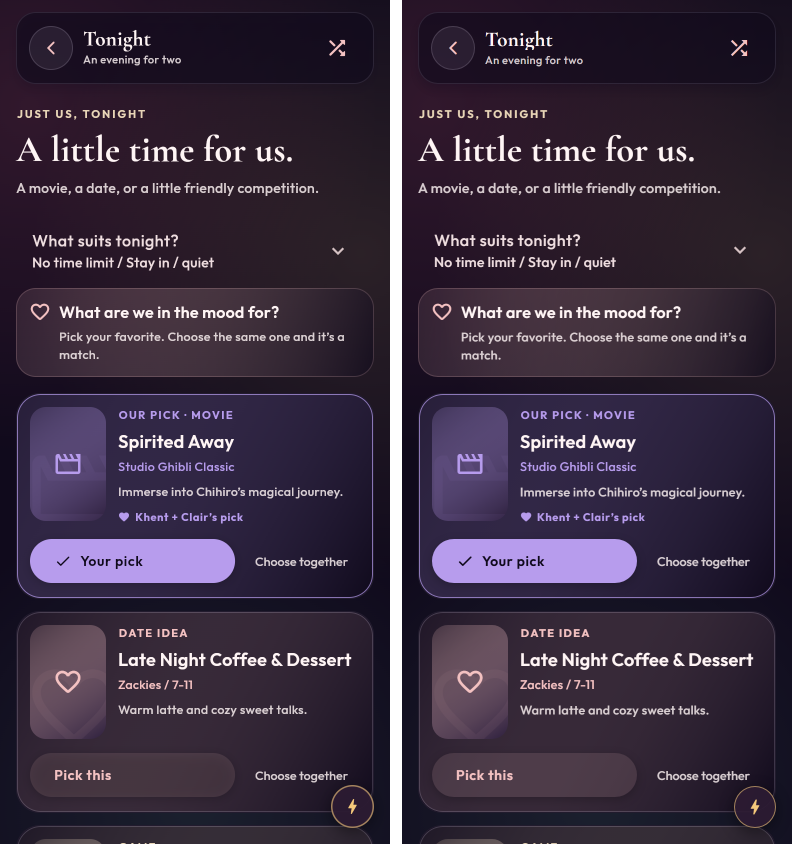 Tonight
An evening for two
JUST US, TONIGHT
A little time for us.
A movie, a date, or a little friendly competition.
What suits tonight?
No time limit / Stay in / quiet
What are we in the mood for?
Pick your favorite. Choose the same one and it's a
match.
OUR PICK · MOVIE
Spirited Away
Studio Ghibli Classic
Immerse into Chihiro's magical journey.
Khent + Clair's pick
Your pick
Choose together
DATE IDEA
Late Night Coffee & Dessert
Zackies / 7-11
Warm latte and cozy sweet talks.
Pick this
Choose together
Tonight
An evening for two
JUST US, TONIGHT
A little time for us.
A movie, a date, or a little friendly competition.
What suits tonight?
No time limit / Stay in / quiet
What are we in the mood for?
Pick your favorite. Choose the same one and it's a
match.
OUR PICK · MOVIE
Spirited Away
Studio Ghibli Classic
Immerse into Chihiro's magical journey.
Khent + Clair's pick
Your pick
Choose together
DATE IDEA
Late Night Coffee & Dessert
Zackies / 7-11
Warm latte and cozy sweet talks.
Pick this
Choose together